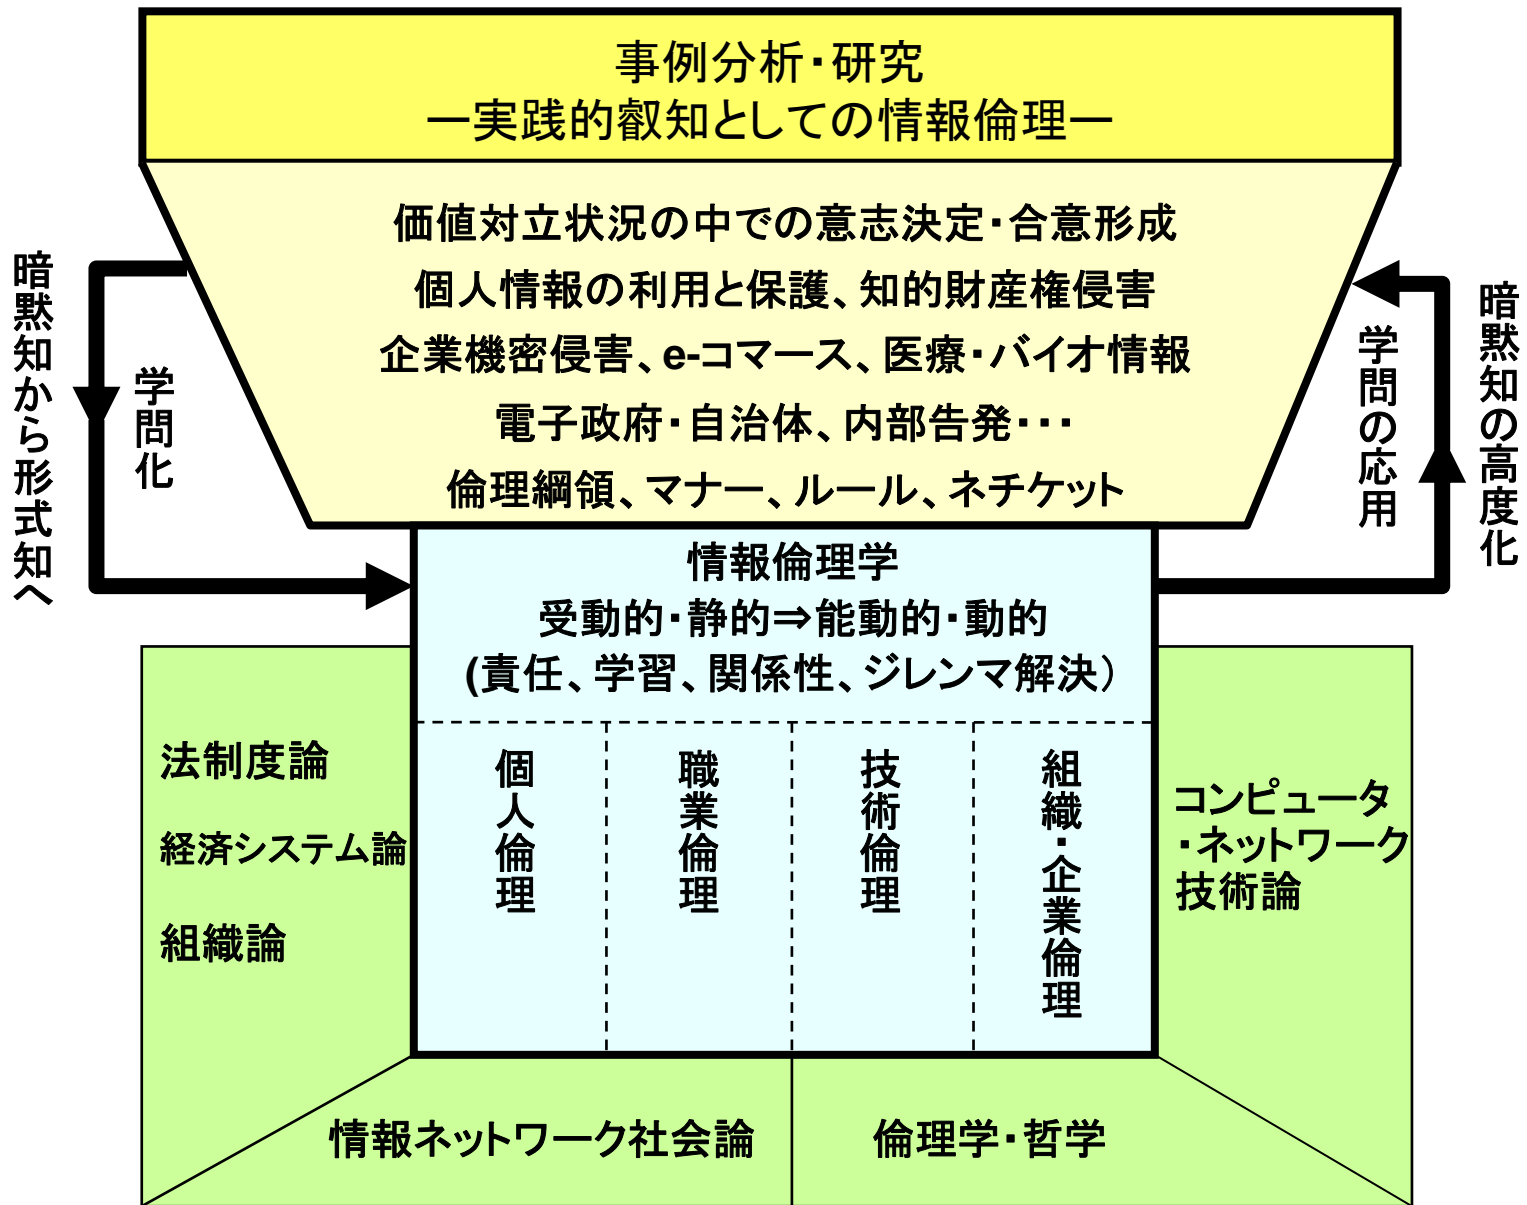 事例分析・研究
―実践的叡知としての情報倫理―
価値対立状況の中での意志決定・合意形成
個人情報の利用と保護、知的財産権侵害
企業機密侵害、e-コマース、医療・バイオ情報
電子政府・自治体、内部告発・・・
倫理綱領、マナー、ルール、ネチケット
暗黙知から形式知へ
学問化
学問の応用
暗黙知の高度化
情報倫理学
受動的・静的⇒能動的・動的
(責任、学習、関係性、ジレンマ解決）
個人倫理
職業倫理
技術倫理
組織・企業倫理
法制度論
経済システム論
組織論
コンピュータ
・ネットワーク
技術論
情報ネットワーク社会論
倫理学・哲学